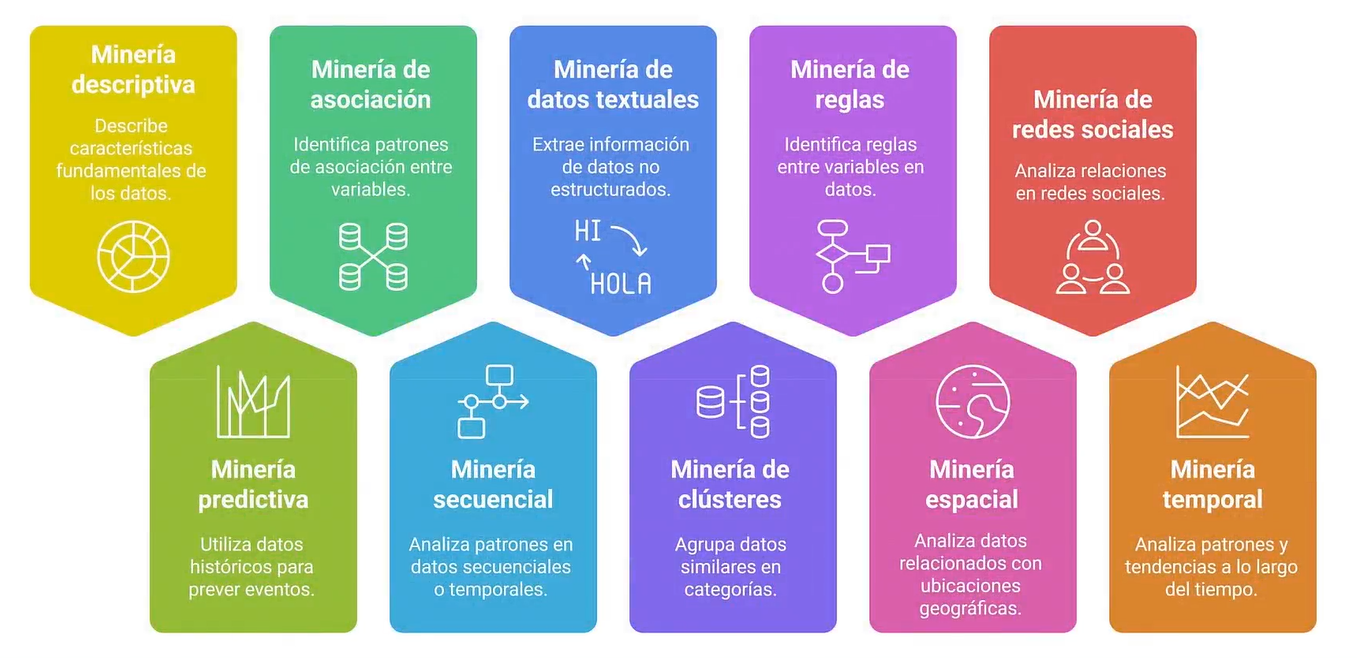 Minería
descriptiva
Describe
características
fundamentales de
los datos.
Minería de
asociación
Identifica patrones
de asociación entre
variables.
Minería de
datos textuales
Extrae información
de datos no
estructurados.
HI
HOLA
Minería de
reglas
Identifica reglas
entre variables en
datos.
Minería de
redes sociales
Analiza relaciones
en redes sociales.
Minería
predictiva
Utiliza datos
históricos para
prever eventos.
Minería
secuencial
Analiza patrones en
datos secuenciales
o temporales.
Minería de
clústeres
Agrupa datos
similares en
categorías.
Minería
espacial
Analiza datos
relacionados con
ubicaciones
geográficas.
Minería
temporal
Analiza patrones y
tendencias a lo largo
del tiempo.